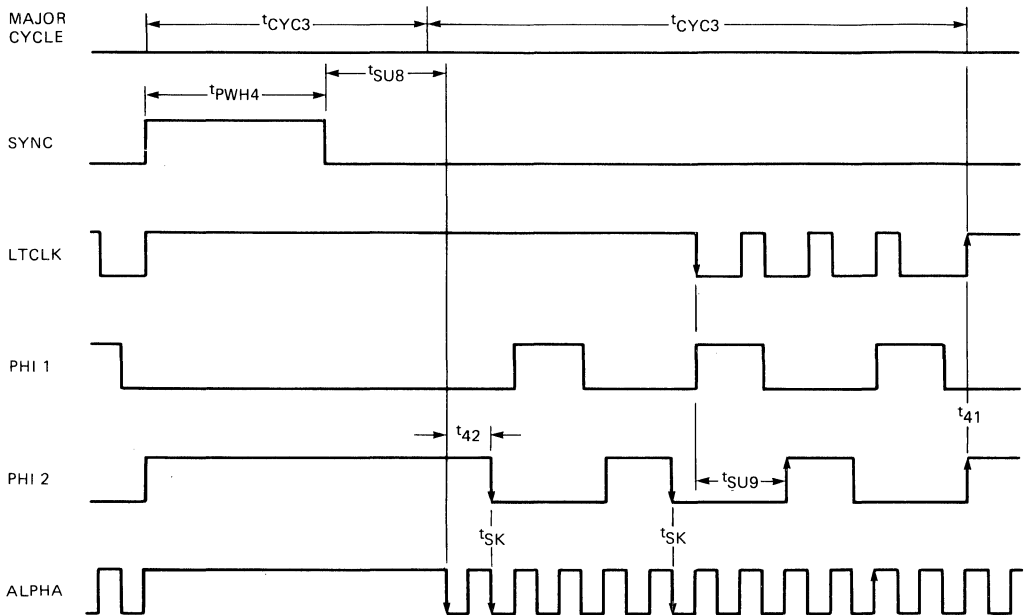 MAJOR
CYCLE
tCYC3
tCYC3
tSU8
tPWH4
SYNC
LTCLK
PHI 1
t41
t42
PHI 2
tSU9
tSK
tSK
ALPHA